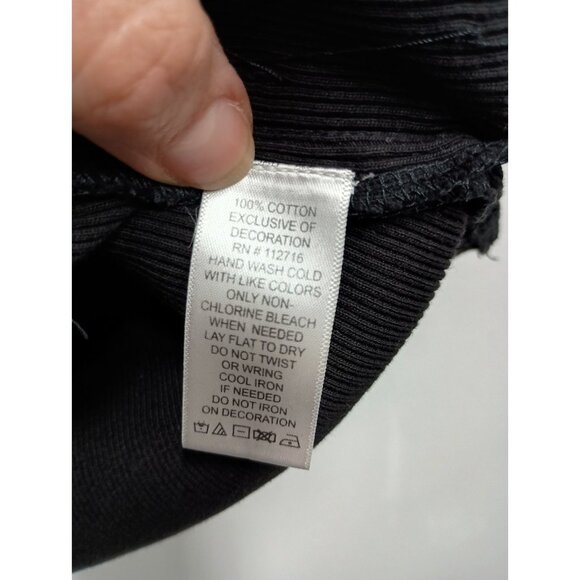 100% COTTON
EXCLUSIVE OF
DECORATION
RN # 112716
HAND WASH COLD
WITH LIKE COLORS
ONLY NON-
CHLORINE BLEACH
WHEN NEEDED
LAY FLAT TO DRY
DO NOT TWIST
OR WRING
COOL IRON
IF NEEDED
DO NOT IRON
ON DECORATION